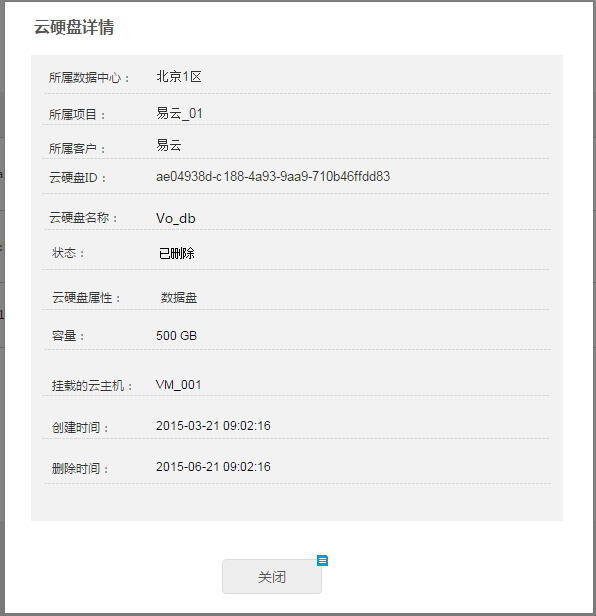 云硬盘详情
所属数据中心： 北京1区
所属项目： 易云_01
所属客户： 易云
云硬盘ID： ae04938d-c188-4a93-9aa9-710b46ffdd83
云硬盘名称： Vo_db
状态： 已删除
云硬盘属性： 数据盘
容量： 500 GB
挂载的云主机： VM_001
创建时间： 2015-03-21 09:02:16
删除时间： 2015-06-21 09:02:16
关闭